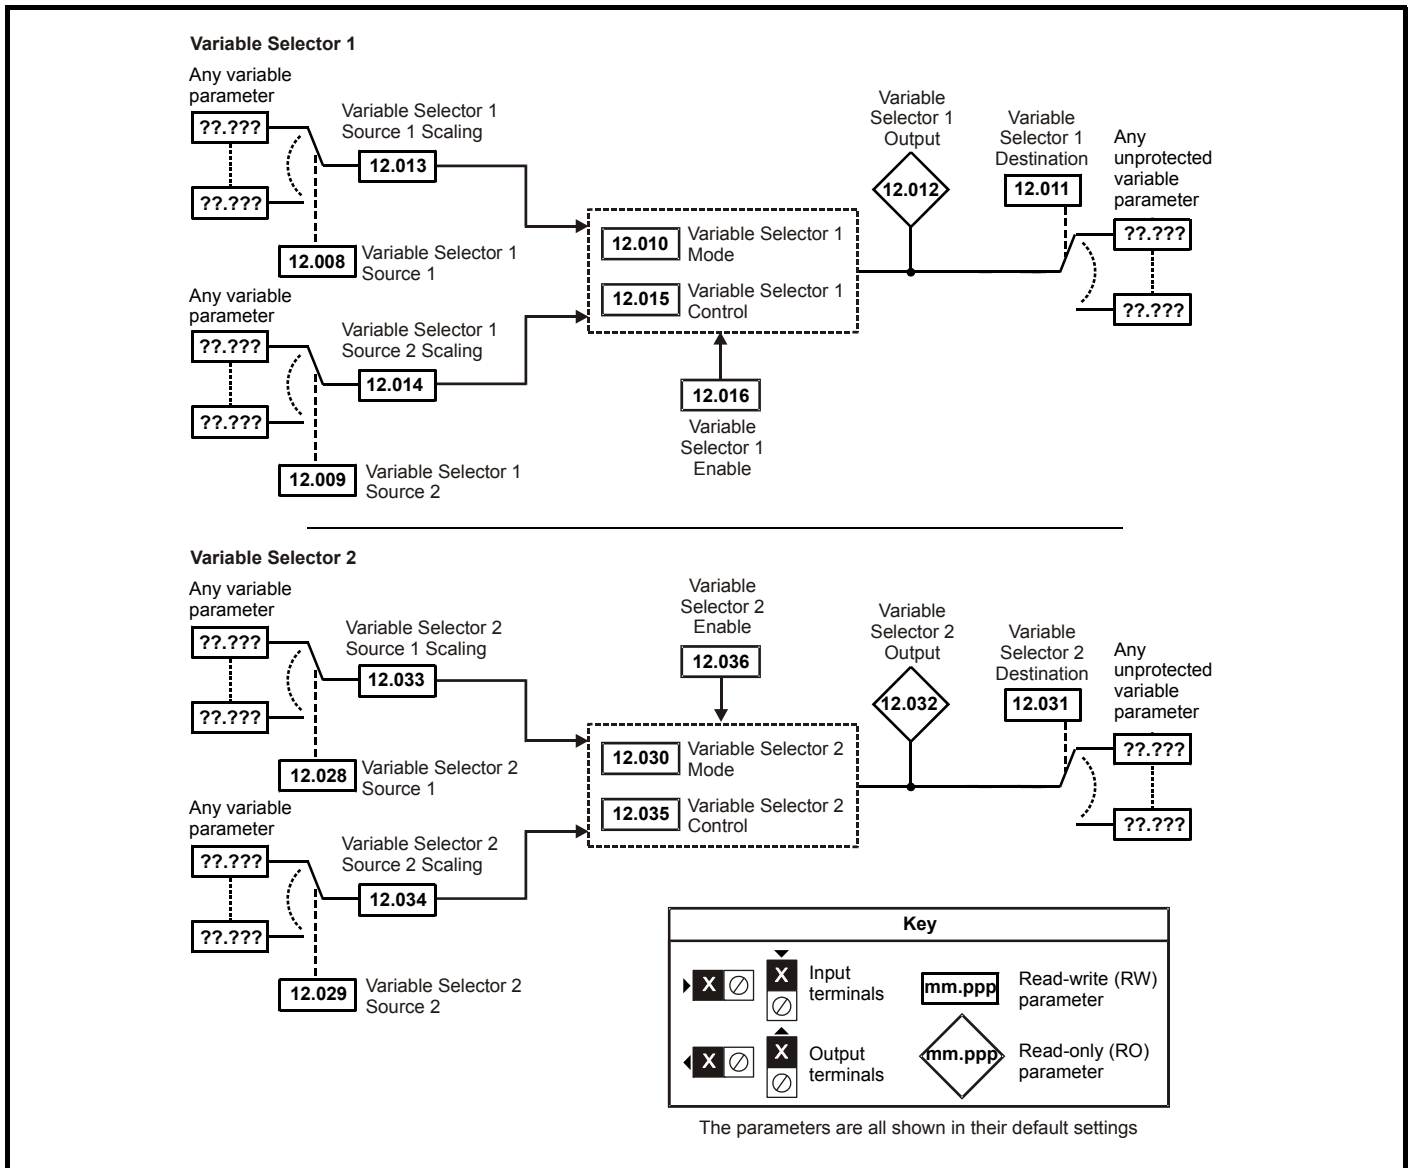 Variable Selector 1
Any variable
parameter
??.???
??.???
Variable Selector 1
Source 1 Scaling
12.013
12.008
Variable Selector 1
Source 1
Any variable
parameter
??.???
??.???
Variable Selector 1
Source 2 Scaling
12.014
12.009
Variable Selector 1
Source 2
12.010
Variable Selector 1
Mode
12.015
Variable Selector 1
Control
12.016
Variable
Selector 1
Enable
Variable
Selector 1
Output
12.012
Variable
Selector 1
Destination
12.011
Any
unprotected
variable
parameter
??.???
??.???
Variable Selector 2
Any variable
parameter
??.???
??.???
Variable Selector 2
Source 1 Scaling
12.033
12.028
Variable Selector 2
Source 1
Any variable
parameter
??.???
??.???
Variable Selector 2
Source 2 Scaling
12.034
12.029
Variable Selector 2
Source 2
Variable
Selector 2
Enable
12.036
12.030
Variable Selector 2
Mode
12.035
Variable Selector 2
Control
Variable
Selector 2
Output
12.032
Variable
Selector 2
Destination
12.031
Any
unprotected
variable
parameter
??.???
??.???
Key
X
X
Input
terminals
mm.ppp
Read-write (RW)
parameter
X
X
Output
terminals
mm.ppp
Read-only (RO)
parameter
The parameters are all shown in their default settings